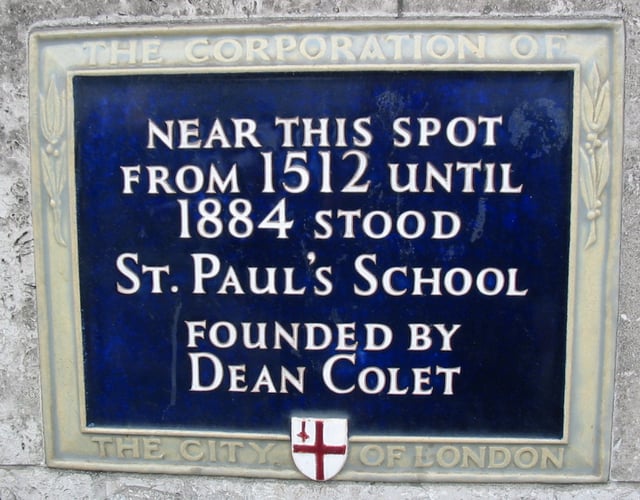 THE CORPORATION OF
NEAR THIS SPOT
FROM 1512 UNTIL
1884 STOOD
ST. PAUL'S SCHOOL
FOUNDED BY
DEAN COLET
THE CITY OF LONDON